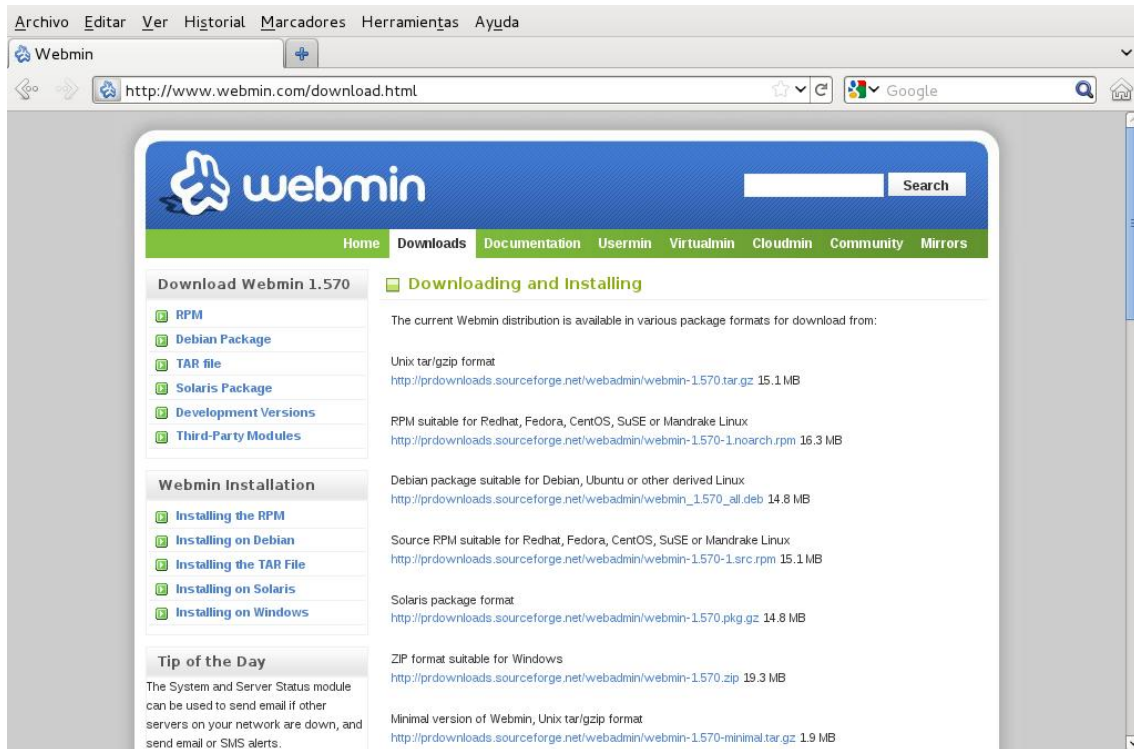 Archivo Editar Ver Historial Marcadores Herramientas Ayuda
Webmin
http://www.webmin.com/download.html
Google
webmin
Search
Home Downloads Documentation Usermin Virtualmin Cloudmin Community Mirrors
Download Webmin 1.570
RPM
Debian Package
TAR file
Solaris Package
Development Versions
Third-Party Modules
Webmin Installation
Installing the RPM
Installing on Debian
Installing the TAR File
Installing on Solaris
Installing on Windows
Tip of the Day
The System and Server Status module
can be used to send email if other
servers on your network are down, and
send email or SMS alerts.
Downloading and Installing
The current Webmin distribution is available in various package formats for download from:
Unix tar/gzip format
http://prdownloads.sourceforge.net/webadmin/webmin-1.570.tar.gz 15.1 MB
RPM suitable for Redhat, Fedora, CentOS, SuSE or Mandrake Linux
http://prdownloads.sourceforge.net/webadmin/webmin-1.570-1.noarch.rpm 16.3 MB
Debian package suitable for Debian, Ubuntu or other derived Linux
http://prdownloads.sourceforge.net/webadmin/webmin_1.570_all.deb 14.8 MB
Source RPM suitable for Redhat, Fedora, CentOS, SuSE or Mandrake Linux
http://prdownloads.sourceforge.net/webadmin/webmin-1.570-1.src.rpm 15.1 MB
Solaris package format
http://prdownloads.sourceforge.net/webadmin/webmin-1.570.pkg.gz 14.8 MB
ZIP format suitable for Windows
http://prdownloads.sourceforge.net/webadmin/webmin-1.570.zip 19.3 MB
Minimal version of Webmin, Unix tar/gzip format
http://prdownloads.sourceforge.net/webadmin/webmin-1.570-minimal.tar.gz 1.9 MB